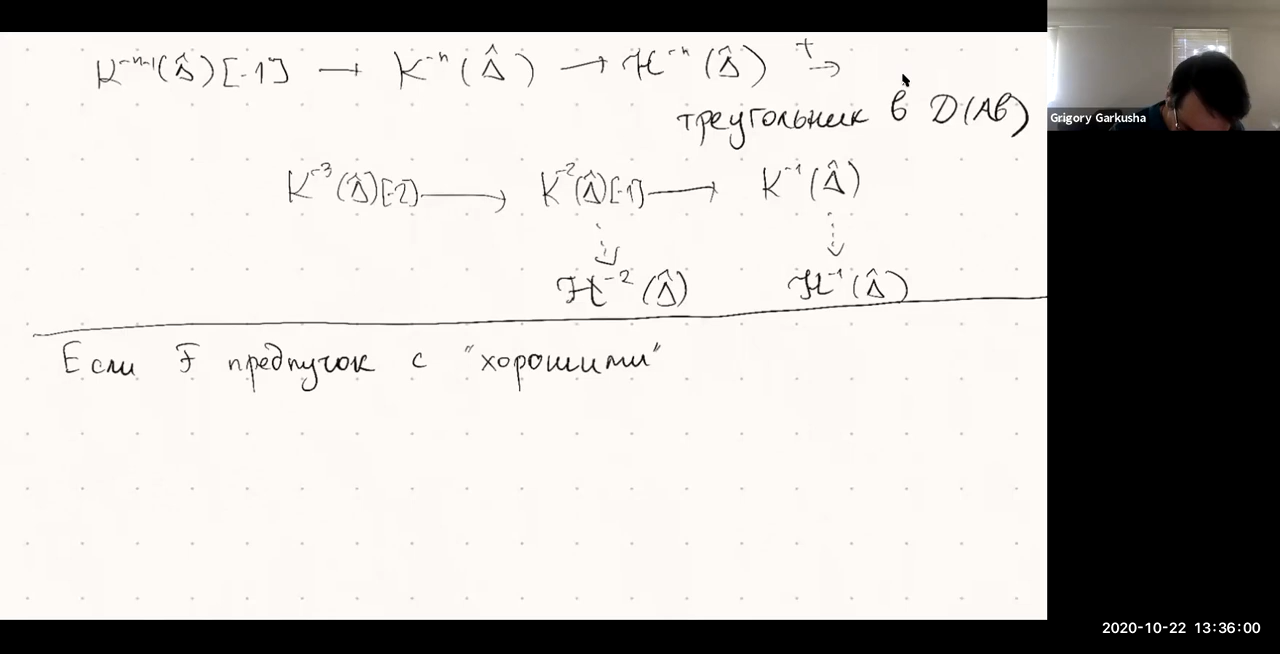 K⁻ⁿ⁻¹(Δ̂)[-1] → K⁻ⁿ(Δ̂) → ℋ⁻ⁿ(Δ̂) →⁺
треугольник в D(Ab)
Grigory Garkusha
K⁻³(Δ̂)[-2] → K⁻²(Δ̂)[-1] → K⁻¹(Δ̂)
ℋ⁻²(Δ̂) ℋ⁻¹(Δ̂)
Если F предпучок с "хорошими"
2020-10-22 13:36:00